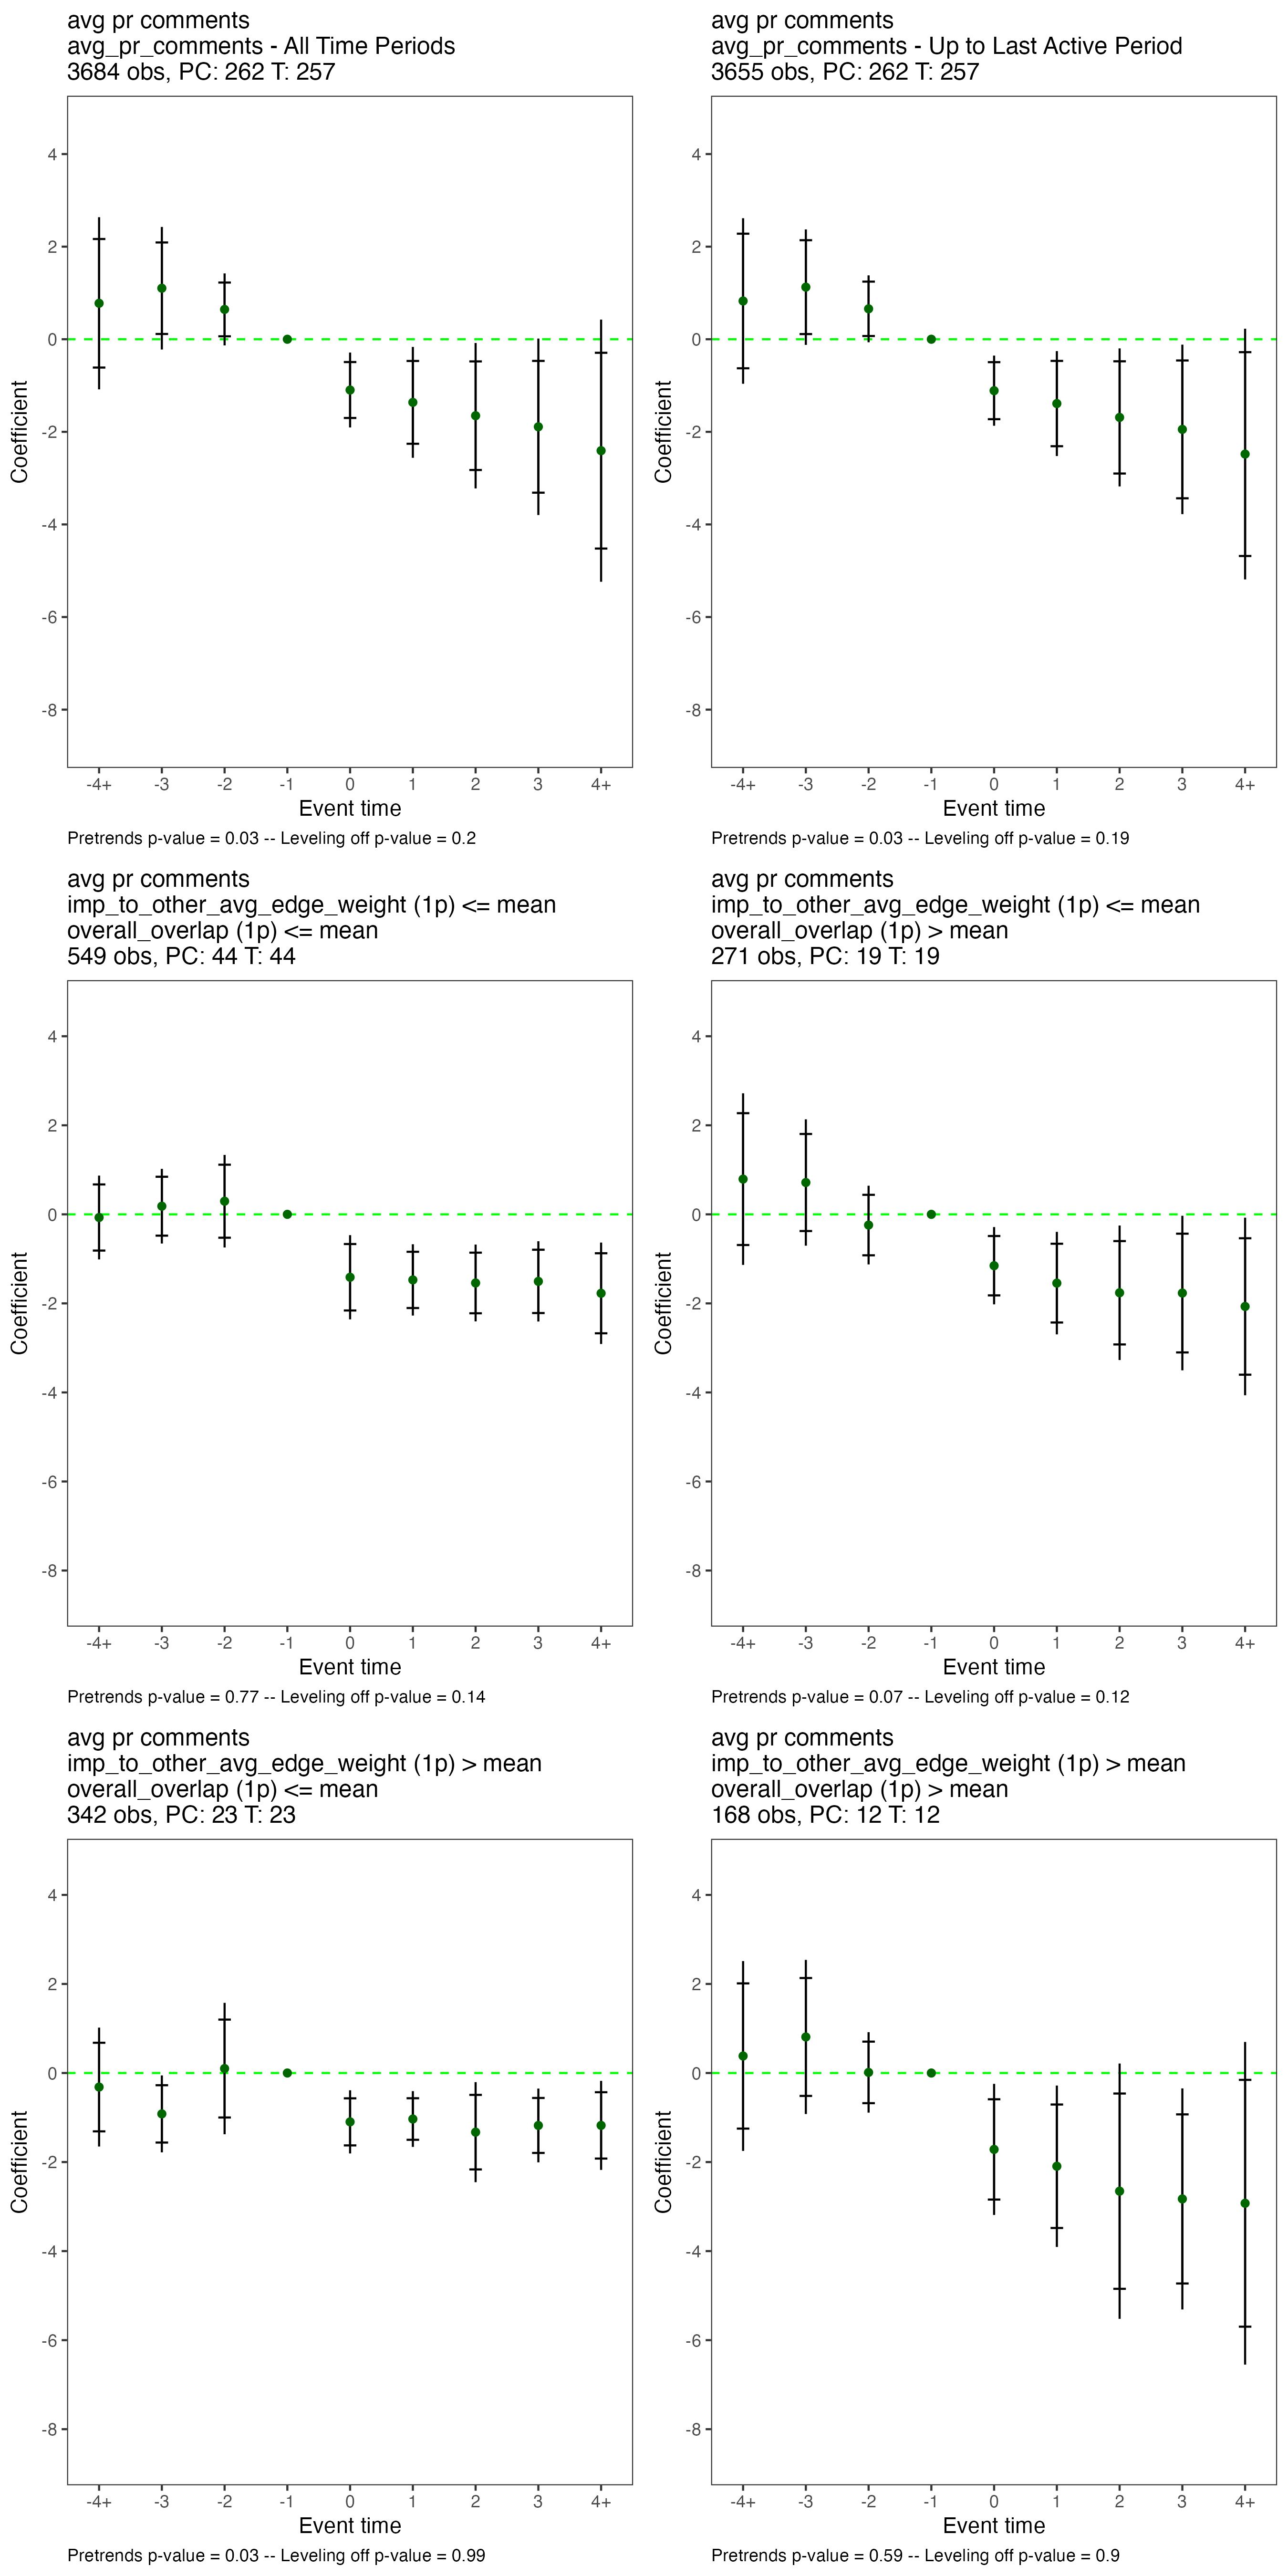 avg pr comments
avg_pr_comments - All Time Periods
3684 obs, PC: 262 T: 257
Coefficient
4
2
0
-2
-4
-6
-8
-4+ -3 -2 -1 0 1 2 3 4+
Event time
Pretrends p-value = 0.03 -- Leveling off p-value = 0.2
avg pr comments
avg_pr_comments - Up to Last Active Period
3655 obs, PC: 262 T: 257
Coefficient
4
2
0
-2
-4
-6
-8
-4+ -3 -2 -1 0 1 2 3 4+
Event time
Pretrends p-value = 0.03 -- Leveling off p-value = 0.19
avg pr comments
imp_to_other_avg_edge_weight (1p) <= mean
overall_overlap (1p) <= mean
549 obs, PC: 44 T: 44
Coefficient
4
2
0
-2
-4
-6
-8
-4+ -3 -2 -1 0 1 2 3 4+
Event time
Pretrends p-value = 0.77 -- Leveling off p-value = 0.14
avg pr comments
imp_to_other_avg_edge_weight (1p) <= mean
overall_overlap (1p) > mean
271 obs, PC: 19 T: 19
Coefficient
4
2
0
-2
-4
-6
-8
-4+ -3 -2 -1 0 1 2 3 4+
Event time
Pretrends p-value = 0.07 -- Leveling off p-value = 0.12
avg pr comments
imp_to_other_avg_edge_weight (1p) > mean
overall_overlap (1p) <= mean
342 obs, PC: 23 T: 23
Coefficient
4
2
0
-2
-4
-6
-8
-4+ -3 -2 -1 0 1 2 3 4+
Event time
Pretrends p-value = 0.03 -- Leveling off p-value = 0.99
avg pr comments
imp_to_other_avg_edge_weight (1p) > mean
overall_overlap (1p) > mean
168 obs, PC: 12 T: 12
Coefficient
4
2
0
-2
-4
-6
-8
-4+ -3 -2 -1 0 1 2 3 4+
Event time
Pretrends p-value = 0.59 -- Leveling off p-value = 0.9